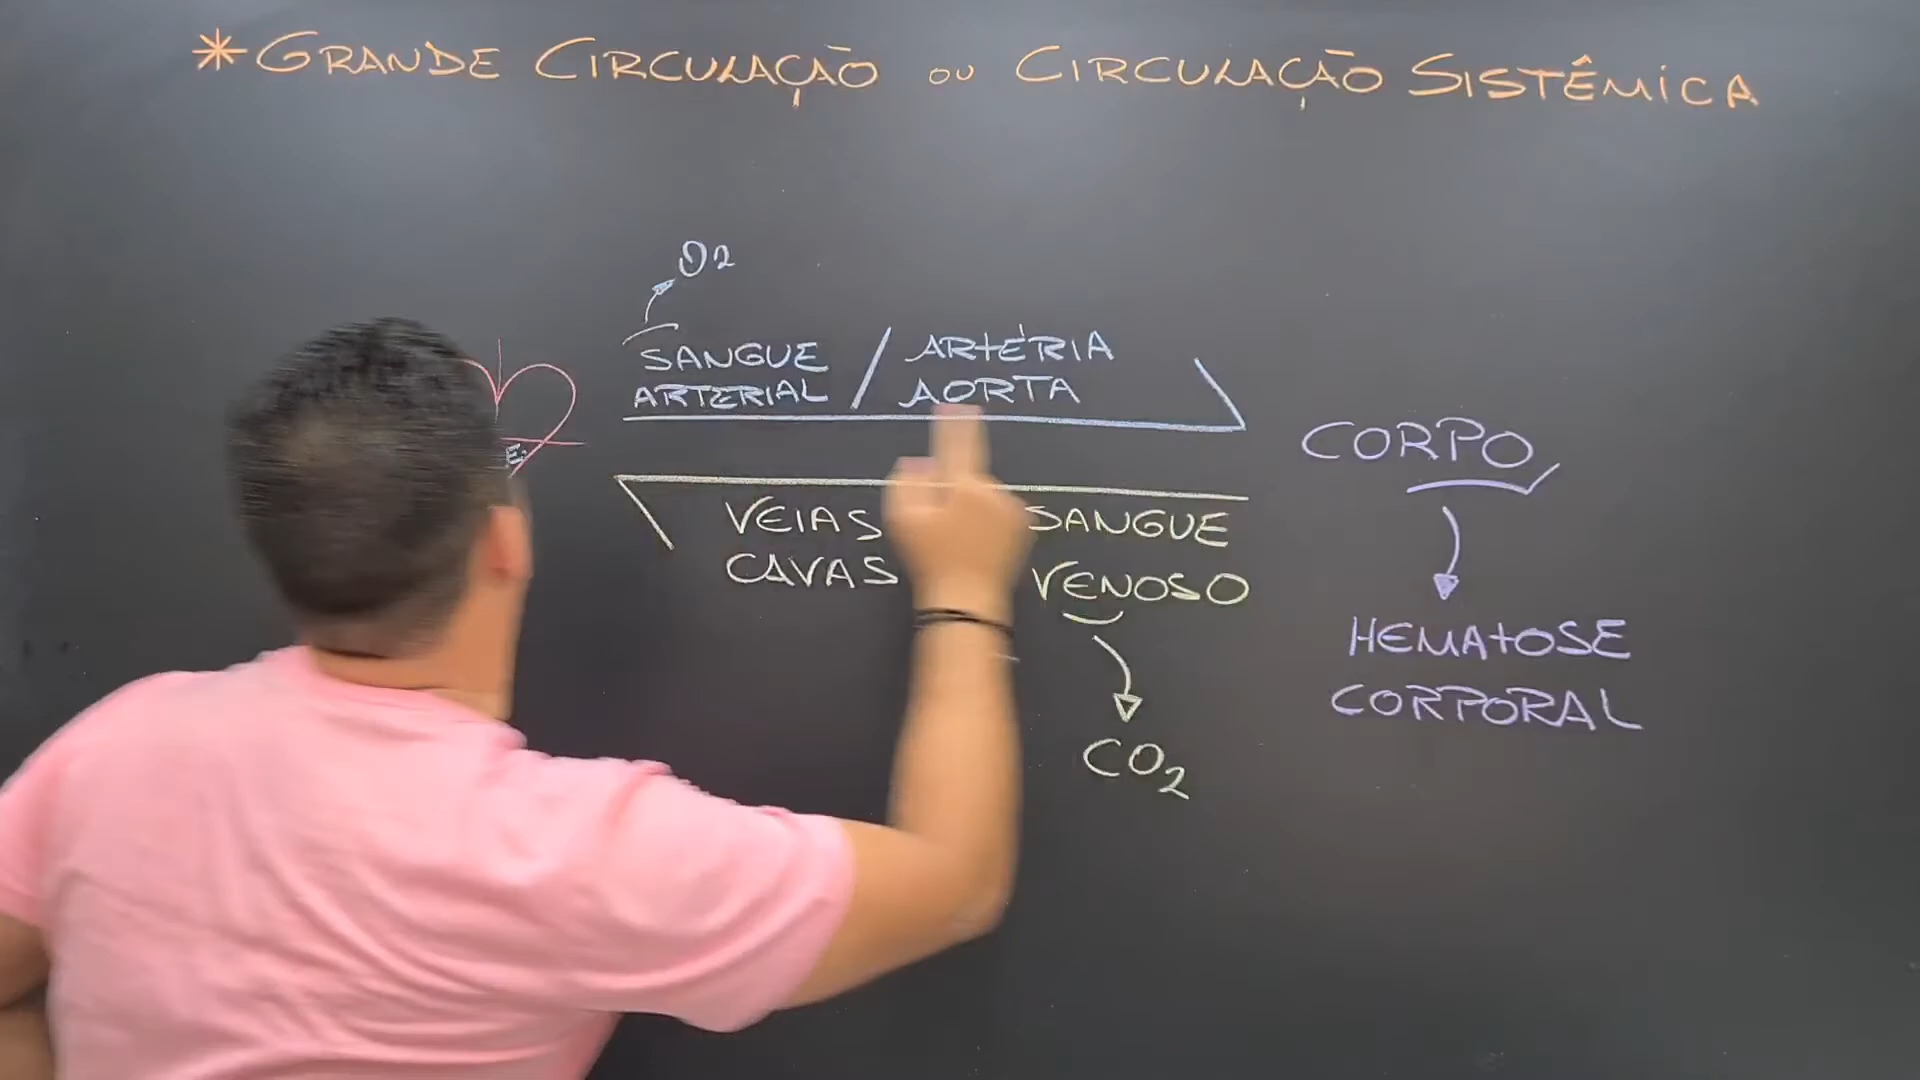 *GRANDE CIRCULAÇÃO OU CIRCULAÇÃO SISTÊMICA
O2
SANGUE / ARTÉRIA
ARTERIAL AORTA
E.
CORPO
VEIAS SANGUE
CAVAS VENOSO
HEMATOSE
CORPORAL
CO2